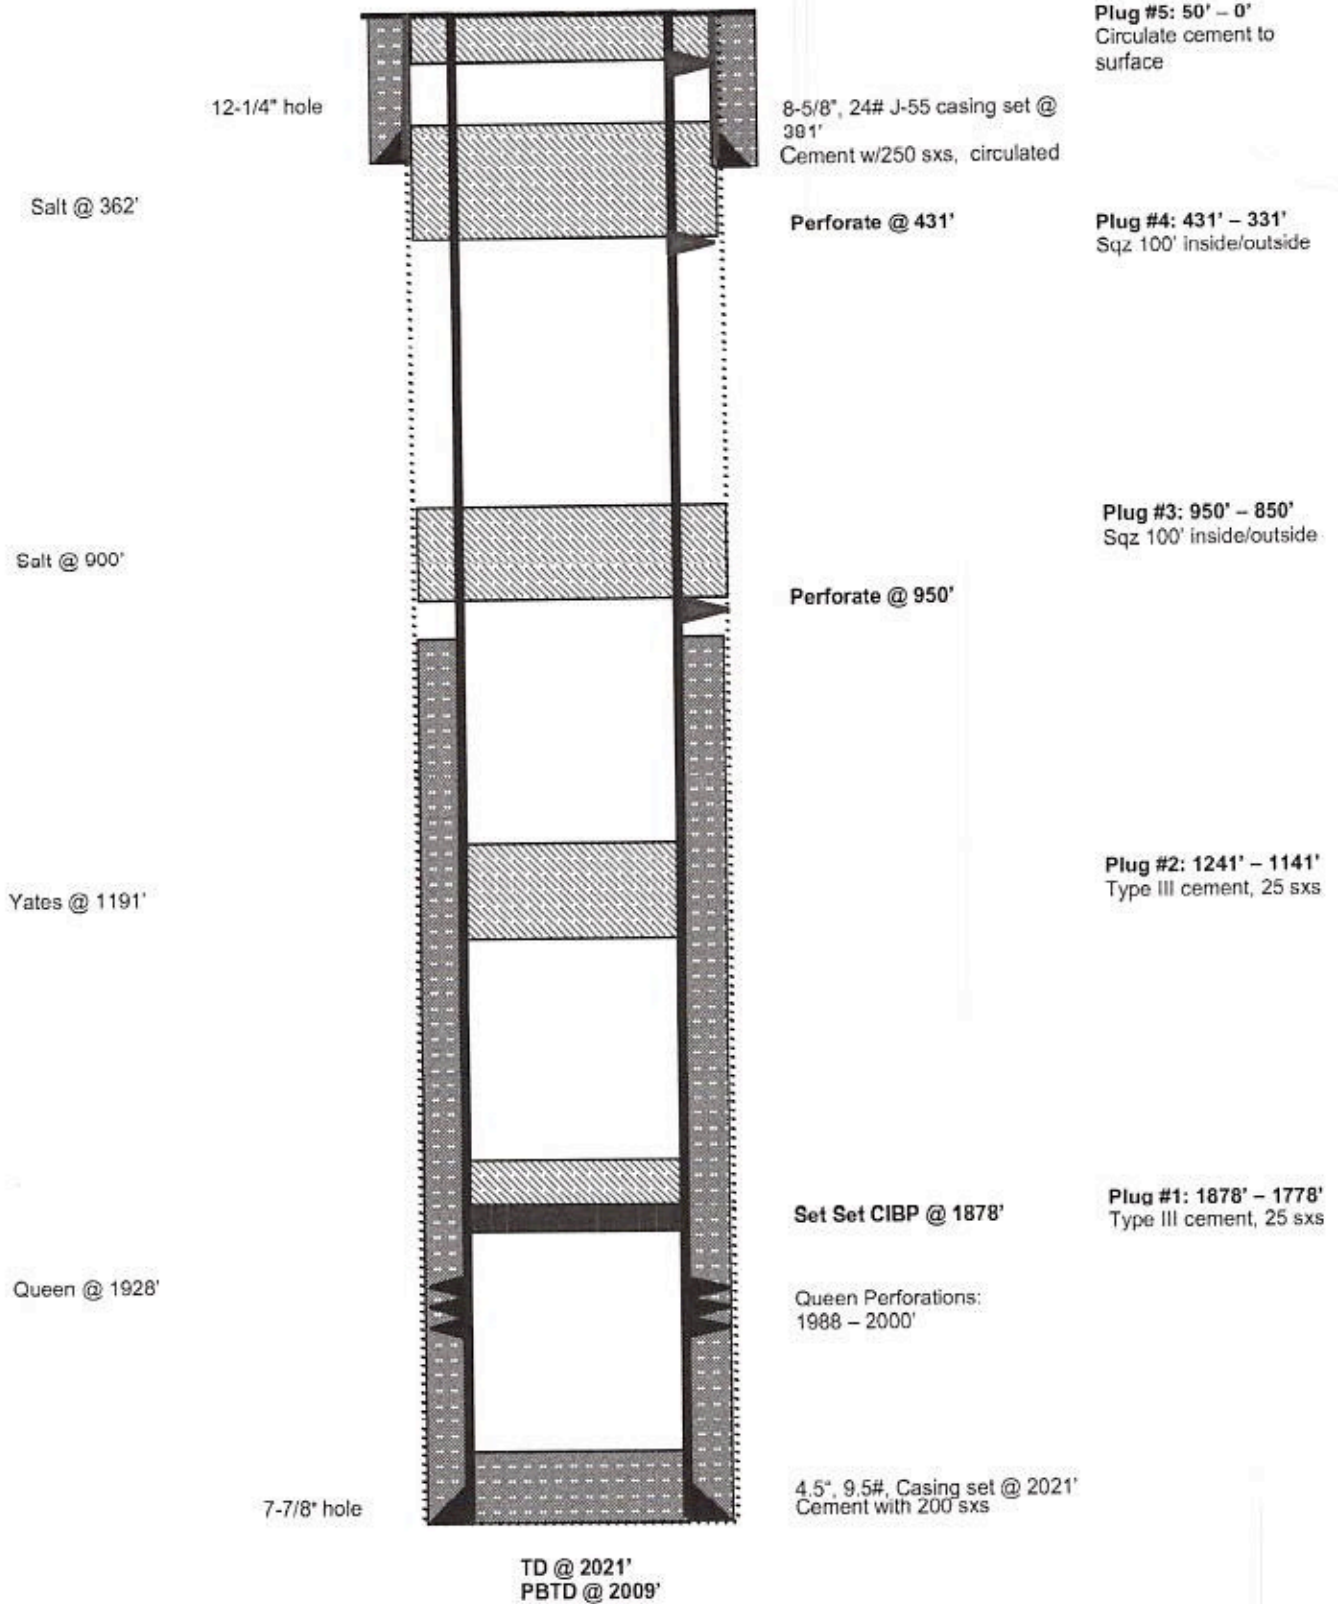 Plug #5: 50' – 0'
Circulate cement to
surface
12-1/4" hole
8-5/8", 24# J-55 casing set @
381'
Cement w/250 sxs, circulated
Salt @ 362'
Perforate @ 431'
Plug #4: 431' – 331'
Sqz 100' inside/outside
Plug #3: 950' – 850'
Sqz 100' inside/outside
Salt @ 900'
Perforate @ 950'
Plug #2: 1241' – 1141'
Type III cement, 25 sxs
Yates @ 1191'
Set Set CIBP @ 1878'
Plug #1: 1878' – 1778'
Type III cement, 25 sxs
Queen @ 1928'
Queen Perforations:
1988 – 2000'
7-7/8" hole
4.5", 9.5#, Casing set @ 2021'
Cement with 200 sxs
TD @ 2021'
PBTD @ 2009'